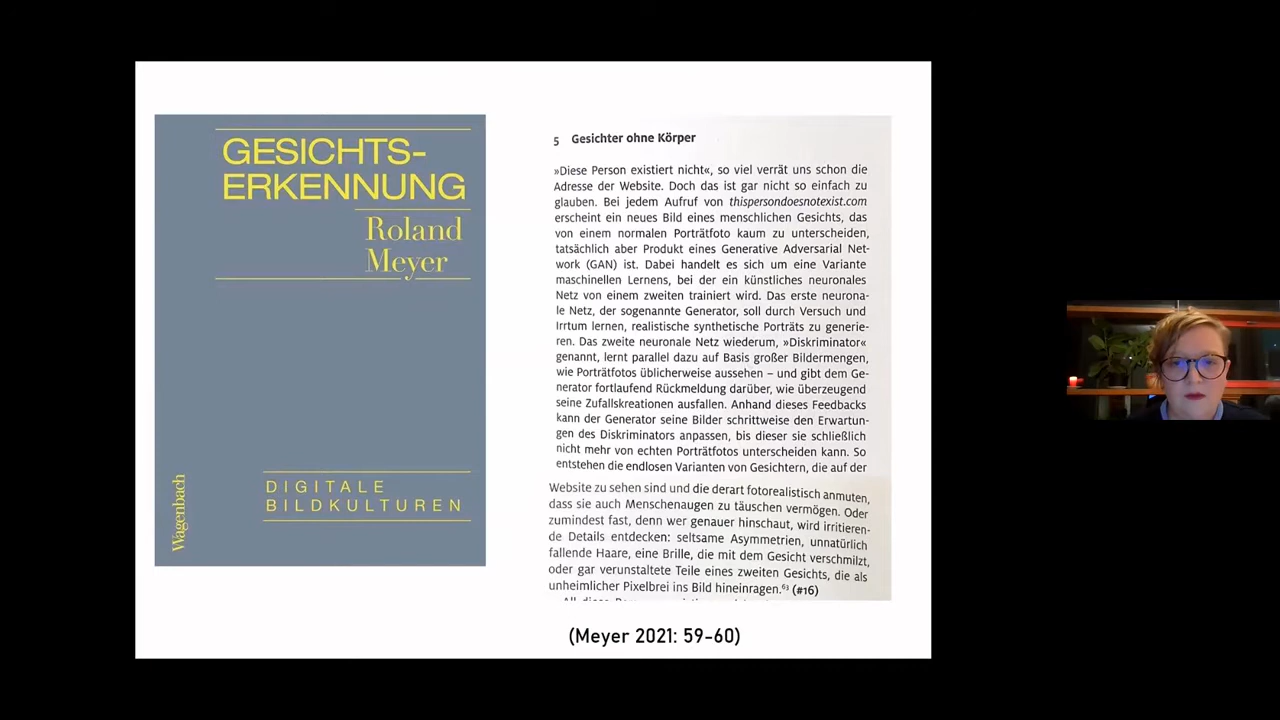 GESICHTS-
ERKENNUNG
Roland
Meyer
DIGITALE
BILDKULTUREN
Wagenbach
5 Gesichter ohne Körper
»Diese Person existiert nicht«, so viel verrät uns schon die
Adresse der Website. Doch das ist gar nicht so einfach zu
glauben. Bei jedem Aufruf von thispersondoesnotexist.com
erscheint ein neues Bild eines menschlichen Gesichts, das
von einem normalen Porträtfoto kaum zu unterscheiden,
tatsächlich aber Produkt eines Generative Adversarial Net-
work (GAN) ist. Dabei handelt es sich um eine Variante
maschinellen Lernens, bei der ein künstliches neuronales
Netz von einem zweiten trainiert wird. Das erste neurona-
le Netz, der sogenannte Generator, soll durch Versuch und
Irrtum lernen, realistische synthetische Porträts zu generie-
ren. Das zweite neuronale Netz wiederum, »Diskriminator«
genannt, lernt parallel dazu auf Basis großer Bildermengen,
wie Porträtfotos üblicherweise aussehen – und gibt dem Ge-
nerator fortlaufend Rückmeldung darüber, wie überzeugend
seine Zufallskreationen ausfallen. Anhand dieses Feedbacks
kann der Generator seine Bilder schrittweise den Erwartun-
gen des Diskriminators anpassen, bis dieser sie schließlich
nicht mehr von echten Porträtfotos unterscheiden kann. So
entstehen die endlosen Varianten von Gesichtern, die auf der
Website zu sehen sind und die derart fotorealistisch anmuten,
dass sie auch Menschenaugen zu täuschen vermögen. Oder
zumindest fast, denn wer genauer hinschaut, wird irritieren-
de Details entdecken: seltsame Asymmetrien, unnatürlich
fallende Haare, eine Brille, die mit dem Gesicht verschmilzt,
oder gar verunstaltete Teile eines zweiten Gesichts, die als
unheimlicher Pixelbrei ins Bild hineinragen.⁶³ (#16)
(Meyer 2021: 59-60)